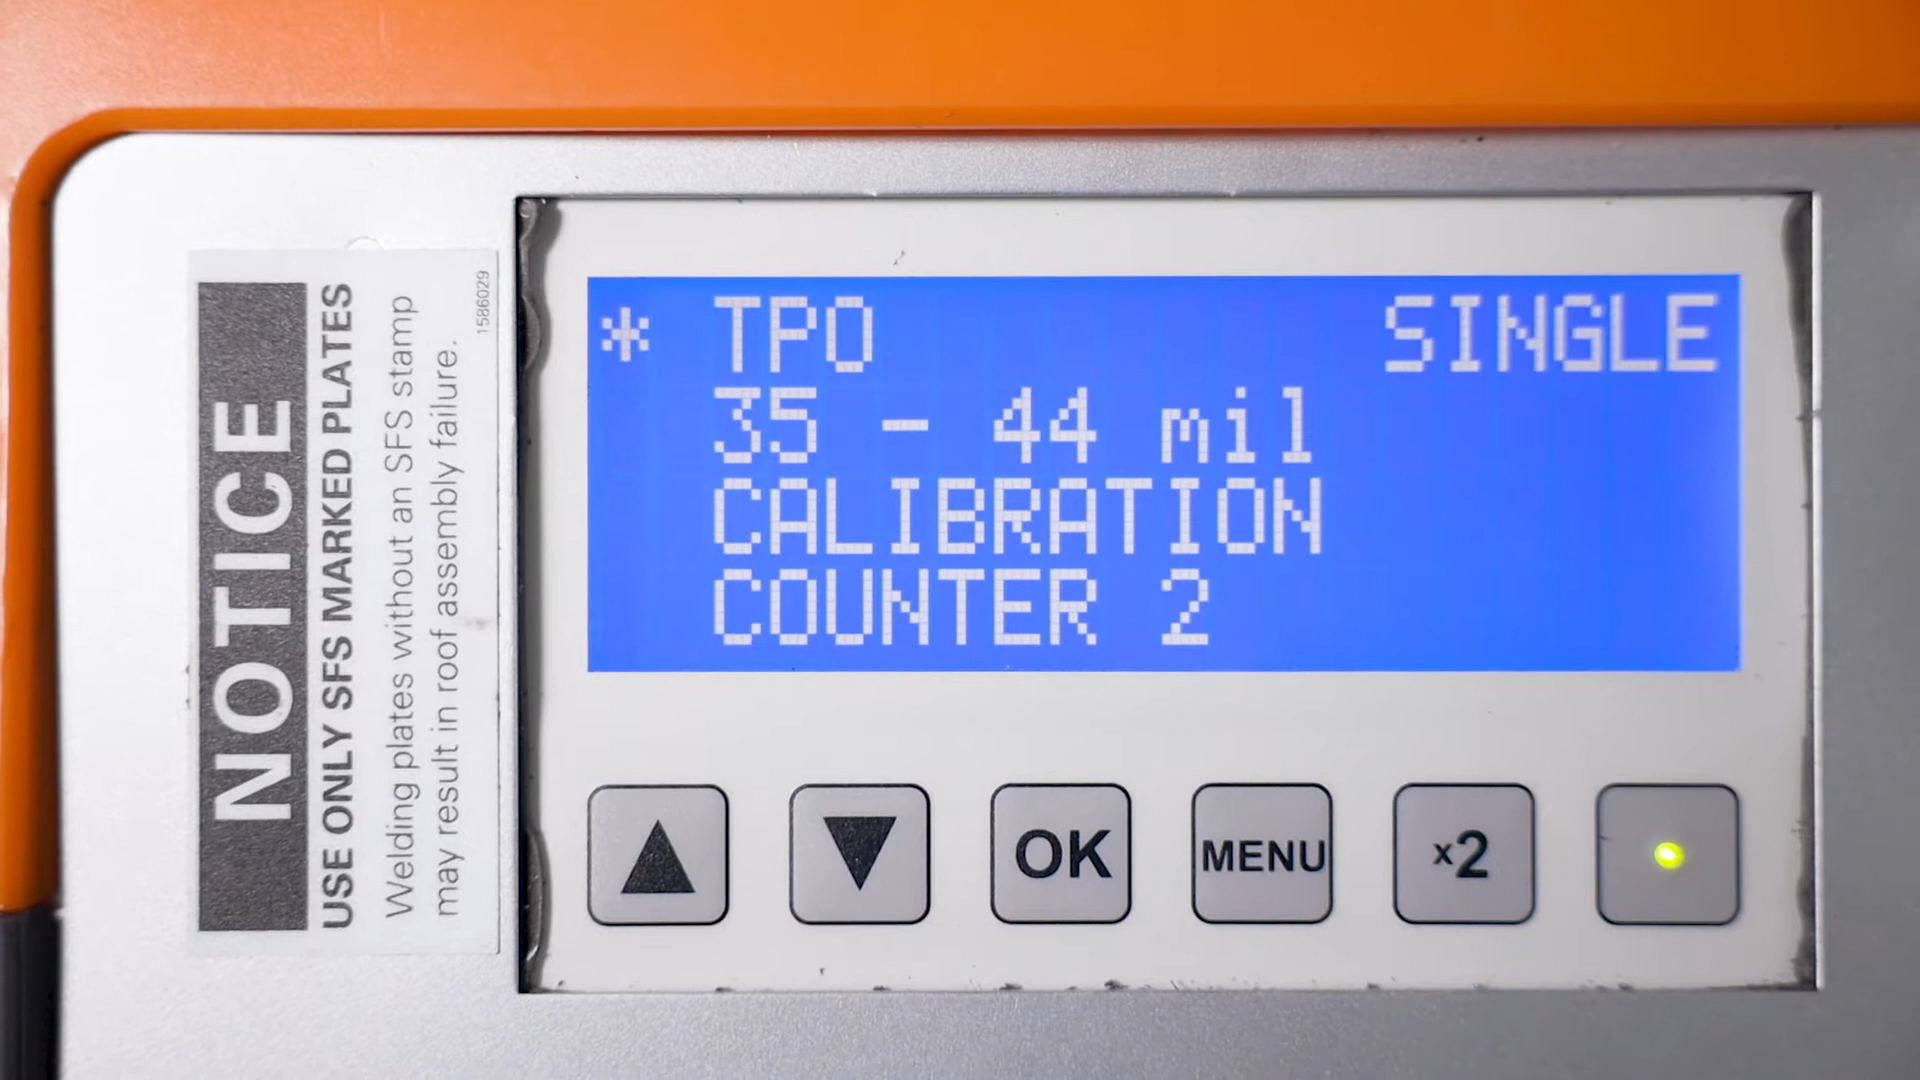 NOTICE
USE ONLY SFS MARKED PLATES
Welding plates without an SFS stamp
may result in roof assembly failure.
1586029
* TPO SINGLE
35 - 44 mil
CALIBRATION
COUNTER 2
▲ ▼ OK MENU x2